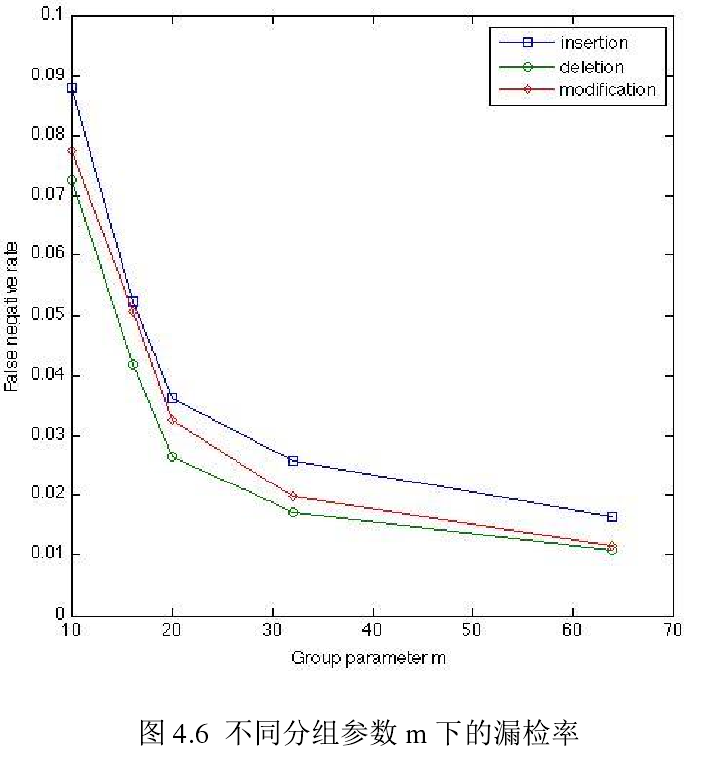 0.1
0.09
0.08
0.07
0.06
0.05
0.04
0.03
0.02
0.01
0
insertion
deletion
modification
False negative rate
10 20 30 40 50 60 70
Group parameter m
图 4.6 不同分组参数 m 下的漏检率